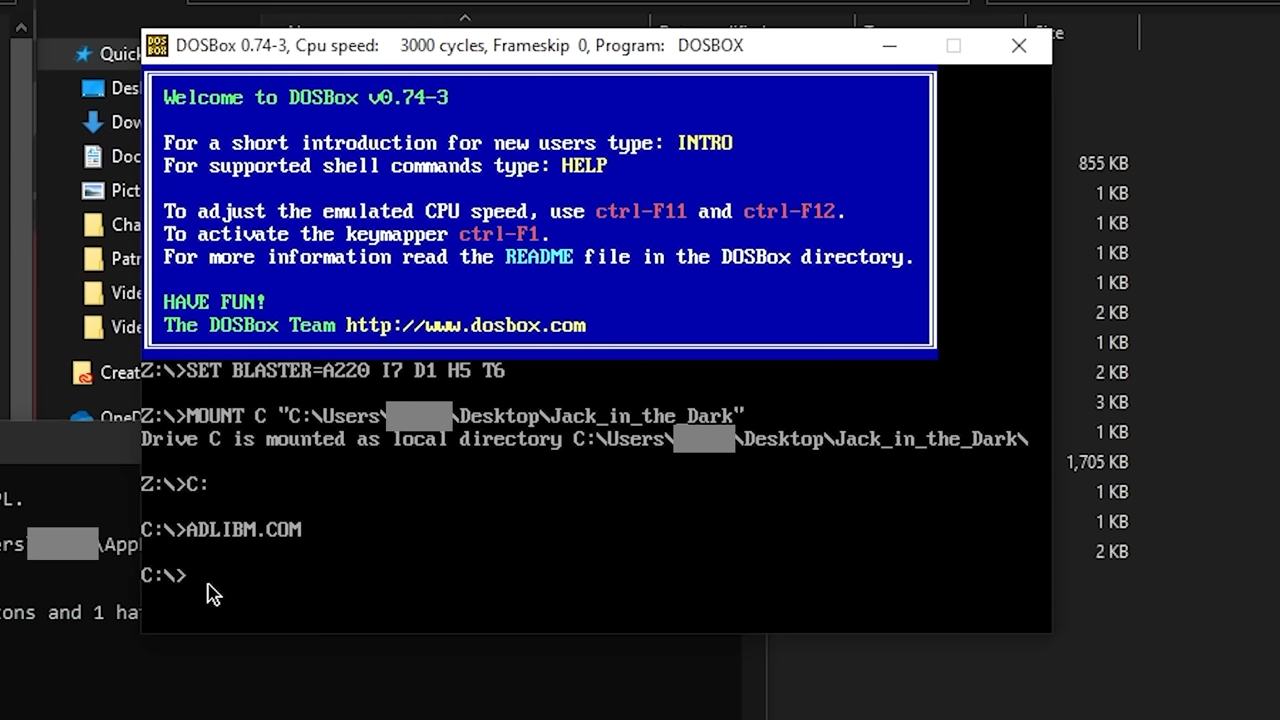 Size
DOSBox 0.74-3, Cpu speed: 3000 cycles, Frameskip 0, Program: DOSBOX
Quick
Welcome to DOSBox v0.74-3
Des
Dow
For a short introduction for new users type: INTRO
Doc
855 KB
For supported shell commands type: HELP
Pict
1 KB
To adjust the emulated CPU speed, use ctrl-F11 and ctrl-F12.
Cha
1 KB
To activate the keymapper ctrl-F1.
Patr
1 KB
For more information read the README file in the DOSBox directory.
Vide
1 KB
HAVE FUN!
2 KB
The DOSBox Team http://www.dosbox.com
Vide
1 KB
Z:\>SET BLASTER=A220 I7 D1 H5 T6
Creat
2 KB
3 KB
Z:\>MOUNT C "C:\Users\ \Desktop\Jack_in_the_Dark"
OneD
Drive C is mounted as local directory C:\Users\ \Desktop\Jack_in_the_Dark\
1 KB
1,705 KB
Z:\>C:
1 KB
PL.
C:\>ADLIBM.COM
1 KB
ers\ \Appl
2 KB
C:\>
tons and 1 hat